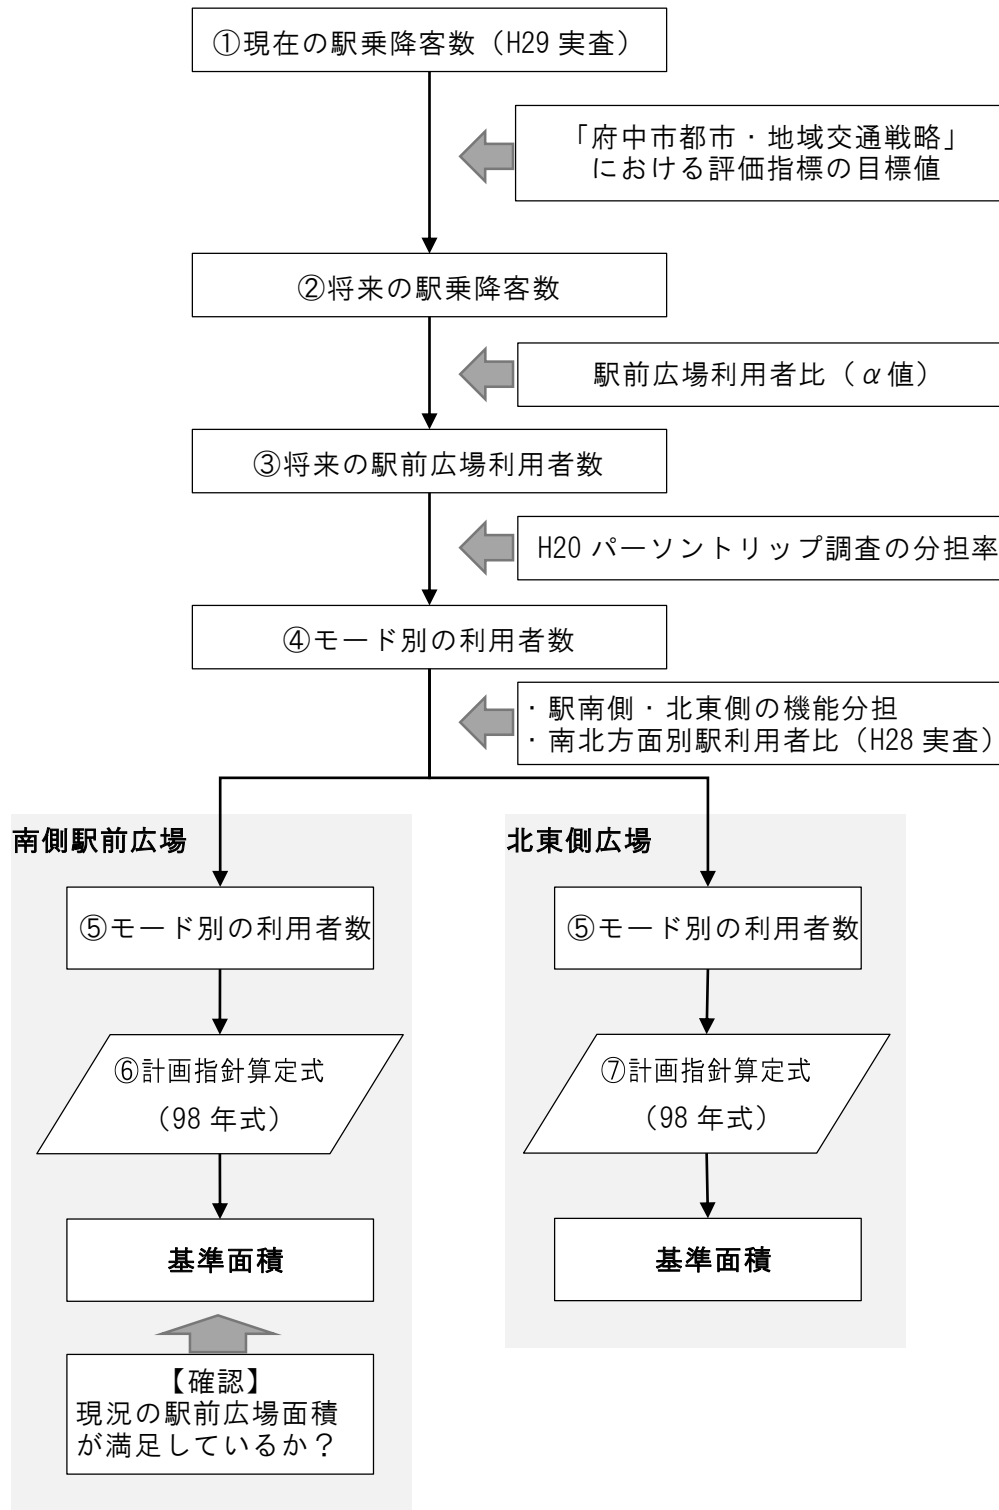 ①現在の駅乗降客数（H29 実査）
「府中市都市・地域交通戦略」
における評価指標の目標値
②将来の駅乗降客数
駅前広場利用者比（α値）
③将来の駅前広場利用者数
H20 パーソントリップ調査の分担率
④モード別の利用者数
・駅南側・北東側の機能分担
・南北方面別駅利用者比（H28 実査）
南側駅前広場
⑤モード別の利用者数
⑥計画指針算定式
（98 年式）
基準面積
【確認】
現況の駅前広場面積
が満足しているか？
北東側広場
⑤モード別の利用者数
⑦計画指針算定式
（98 年式）
基準面積